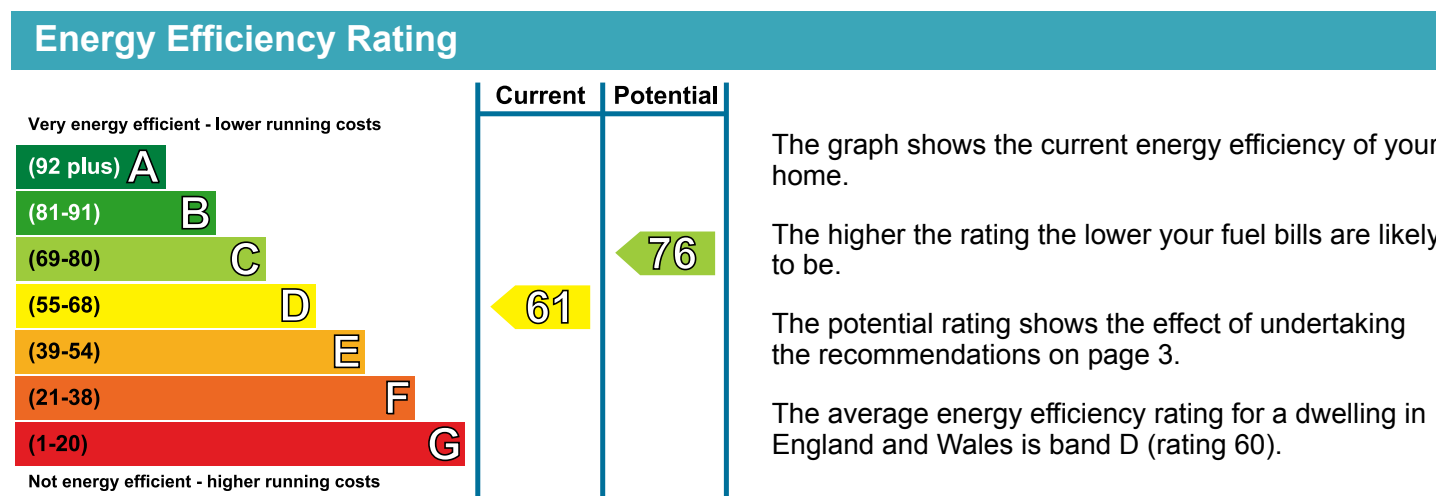 Energy Efficiency Rating
Current Potential
Very energy efficient - lower running costs
(92 plus) A
(81-91) B
(69-80) C
76
(55-68) D
61
(39-54) E
(21-38) F
(1-20) G
Not energy efficient - higher running costs
The graph shows the current energy efficiency of your
home.
The higher the rating the lower your fuel bills are likely
to be.
The potential rating shows the effect of undertaking
the recommendations on page 3.
The average energy efficiency rating for a dwelling in
England and Wales is band D (rating 60).